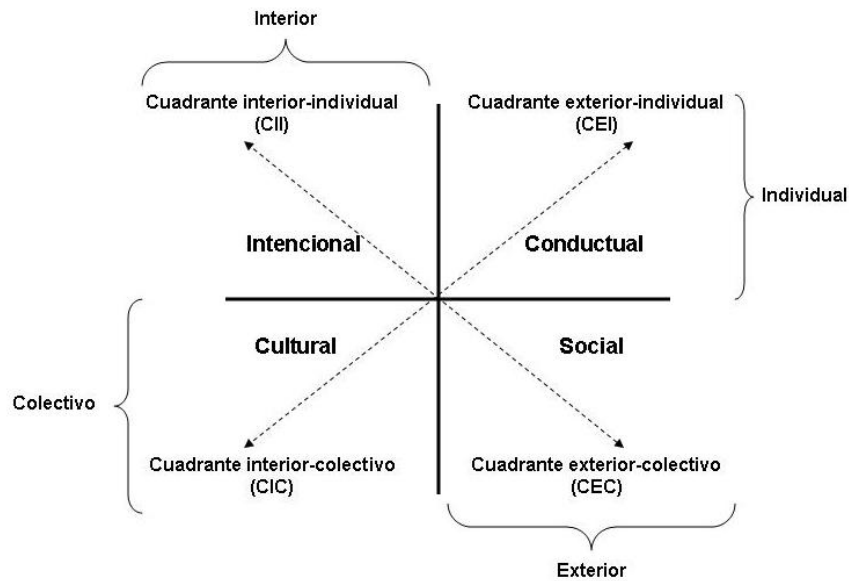 Interior
Cuadrante interior-individual
(CII)
Cuadrante exterior-individual
(CEI)
Individual
Intencional
Conductual
Cultural
Social
Colectivo
Cuadrante interior-colectivo
(CIC)
Cuadrante exterior-colectivo
(CEC)
Exterior